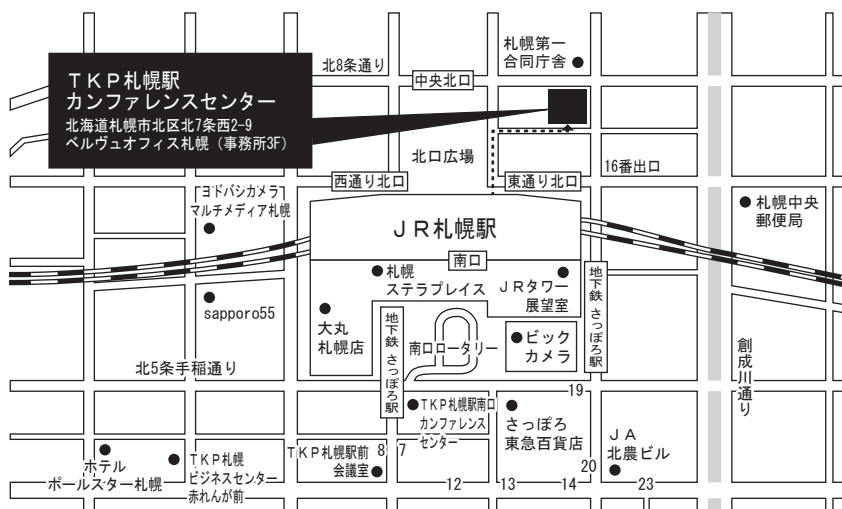 札幌第一
合同庁舎
北8条通り
中央北口
TKP札幌駅
カンファレンスセンター
北海道札幌市北区北7条西2-9
ベルヴュオフィス札幌（事務所3F）
北口広場
16番出口
西通り北口
東通り北口
ヨドバシカメラ
マルチメディア札幌
札幌中央
郵便局
JR札幌駅
南口
札幌
ステラプレイス
JRタワー
展望室
地下鉄 さっぽろ駅
sapporo55
大丸
札幌店
地下鉄 さっぽろ駅
南口ロータリー
ビック
カメラ
創成川通り
北5条手稲通り
19
TKP札幌駅南口
カンファレンス
センター
さっぽろ
東急百貨店
JA
北農ビル
ホテル
ポールスター札幌
TKP札幌
ビジネスセンター
赤れんが前
TKP札幌駅前
会議室
8
7
20
12
13
14
23